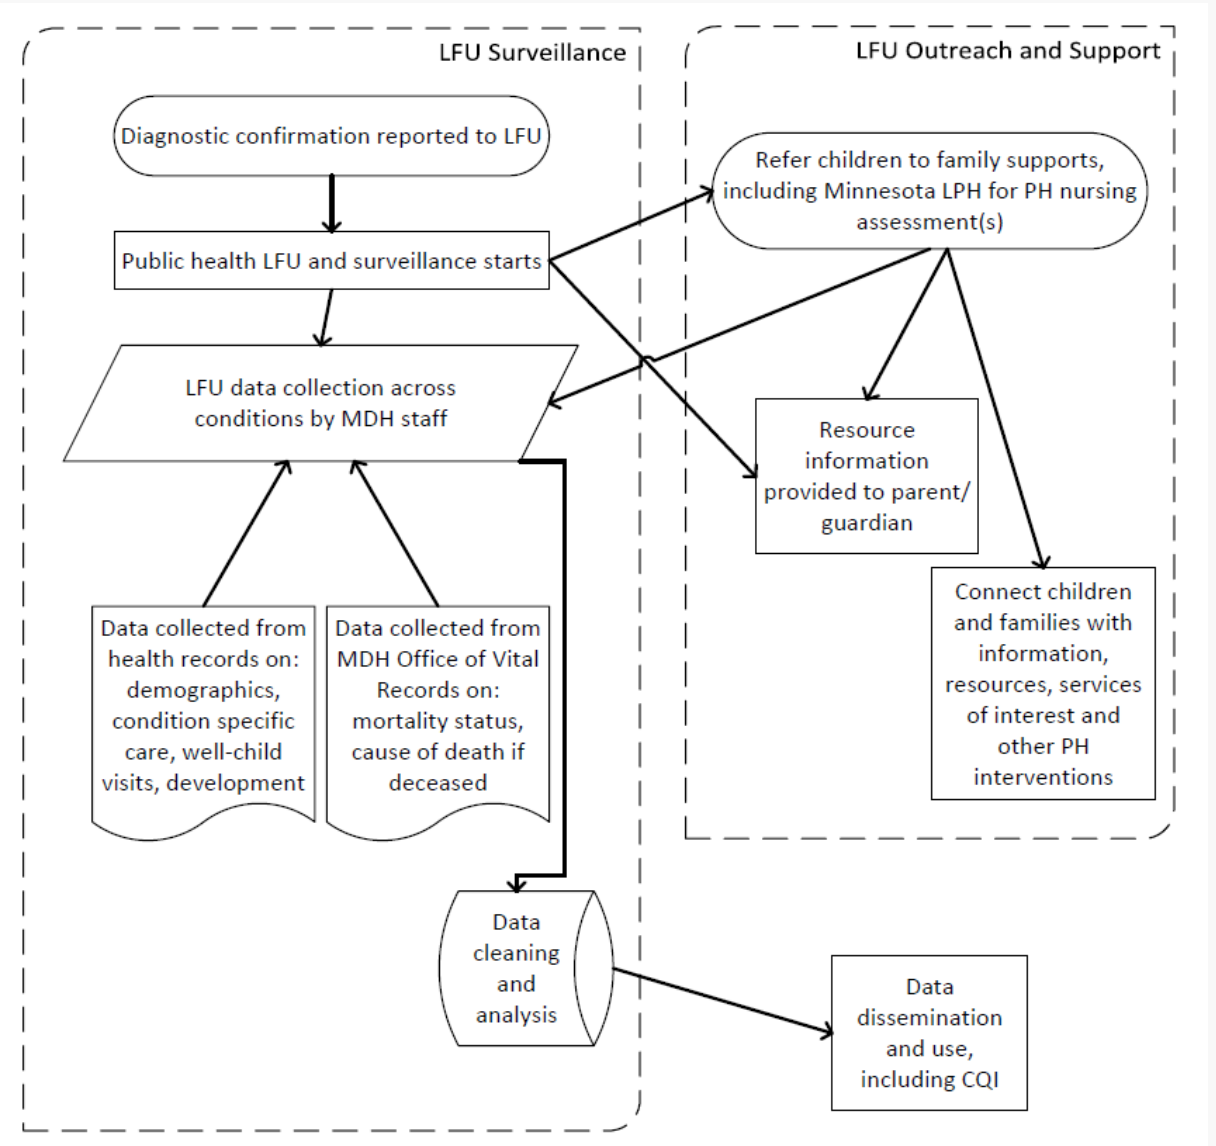 LFU Surveillance
Diagnostic confirmation reported to LFU
Public health LFU and surveillance starts
LFU data collection across
conditions by MDH staff
Data collected from
health records on:
demographics,
condition specific
care, well-child
visits, development
Data collected from
MDH Office of Vital
Records on:
mortality status,
cause of death if
deceased
Data
cleaning
and
analysis
LFU Outreach and Support
Refer children to family supports,
including Minnesota LPH for PH nursing
assessment(s)
Resource
information
provided to parent/
guardian
Connect children
and families with
information,
resources, services
of interest and
other PH
interventions
Data
dissemination
and use,
including CQI